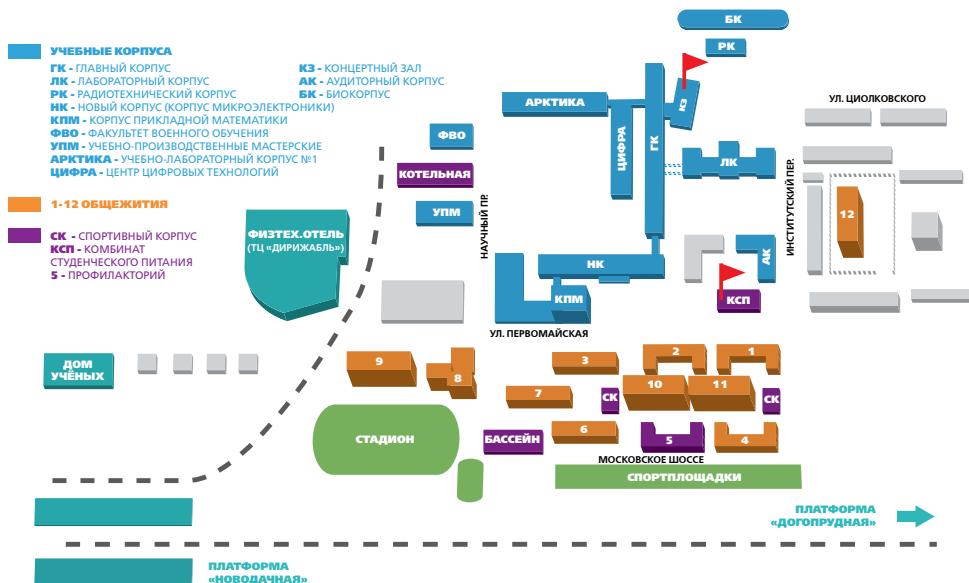 УЧЕБНЫЕ КОРПУСА
ГК - ГЛАВНЫЙ КОРПУС
ЛК - ЛАБОРАТОРНЫЙ КОРПУС
РК - РАДИОТЕХНИЧЕСКИЙ КОРПУС
НК - НОВЫЙ КОРПУС (КОРПУС МИКРОЭЛЕКТРОНИКИ)
КПМ - КОРПУС ПРИКЛАДНОЙ МАТЕМАТИКИ
ФВО - ФАКУЛЬТЕТ ВОЕННОГО ОБУЧЕНИЯ
УПМ - УЧЕБНО-ПРОИЗВОДСТВЕННЫЕ МАСТЕРСКИЕ
АРКТИКА - УЧЕБНО-ЛАБОРАТОРНЫЙ КОРПУС №1
ЦИФРА - ЦЕНТР ЦИФРОВЫХ ТЕХНОЛОГИЙ
КЗ - КОНЦЕРТНЫЙ ЗАЛ
АК - АУДИТОРНЫЙ КОРПУС
БК - БИОКОРПУС
1-12 ОБЩЕЖИТИЯ
СК - СПОРТИВНЫЙ КОРПУС
КСП - КОМБИНАТ
СТУДЕНЧЕСКОГО ПИТАНИЯ
5 - ПРОФИЛАКТОРИЙ
БК
РК
КЗ
АРКТИКА
ЦИФРА
ГК
ЛК
УЛ. ЦИОЛКОВСКОГО
ФВО
КОТЕЛЬНАЯ
УПМ
НАУЧНЫЙ ПР.
ИНСТИТУТСКИЙ ПЕР.
12
ФИЗТЕХ.ОТЕЛЬ
(ТЦ «ДИРИЖАБЛЬ»)
НК
АК
КПМ
КСП
УЛ. ПЕРВОМАЙСКАЯ
ДОМ
УЧЁНЫХ
9
8
3
2
1
7
СК
10
11
СК
СТАДИОН
БАССЕЙН
6
5
4
МОСКОВСКОЕ ШОССЕ
СПОРТПЛОЩАДКИ
ПЛАТФОРМА
«ДОГОПРУДНАЯ»
ПЛАТФОРМА
«НОВОДАЧНАЯ»